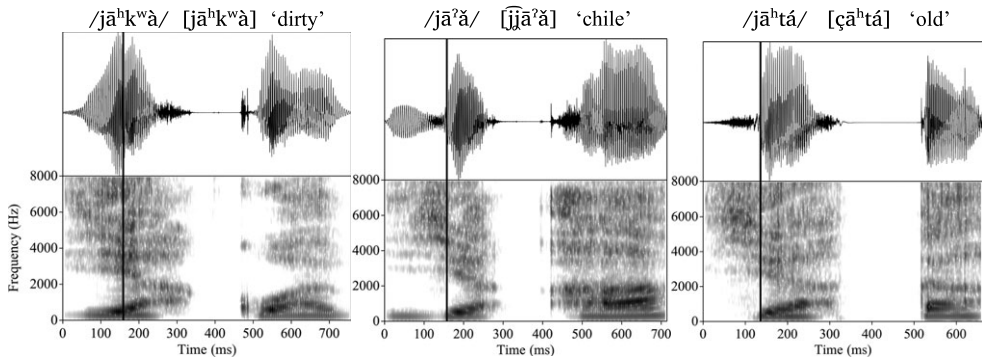 /jāʰkʷà/ [jāʰkʷà] ‘dirty’
/jāˀǎ/ [j͡j̥āˀǎ] ‘chile’
/jāʰtá/ [çāʰtá] ‘old’
Frequency (Hz)
8000
6000
4000
2000
0
0 100 200 300 400 500 600 700
Time (ms)
8000
6000
4000
2000
0
0 100 200 300 400 500 600 700
Time (ms)
8000
6000
4000
2000
0
0 100 200 300 400 500 600
Time (ms)